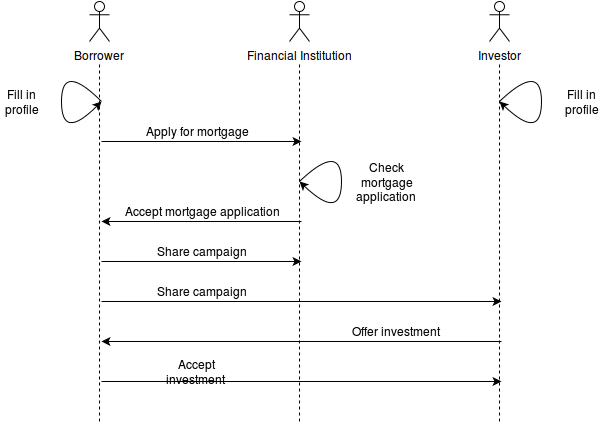 Borrower
Financial Institution
Investor
Fill in
profile
Fill in
profile
Apply for mortgage
Check
mortgage
application
Accept mortgage application
Share campaign
Share campaign
Offer investment
Accept
investment